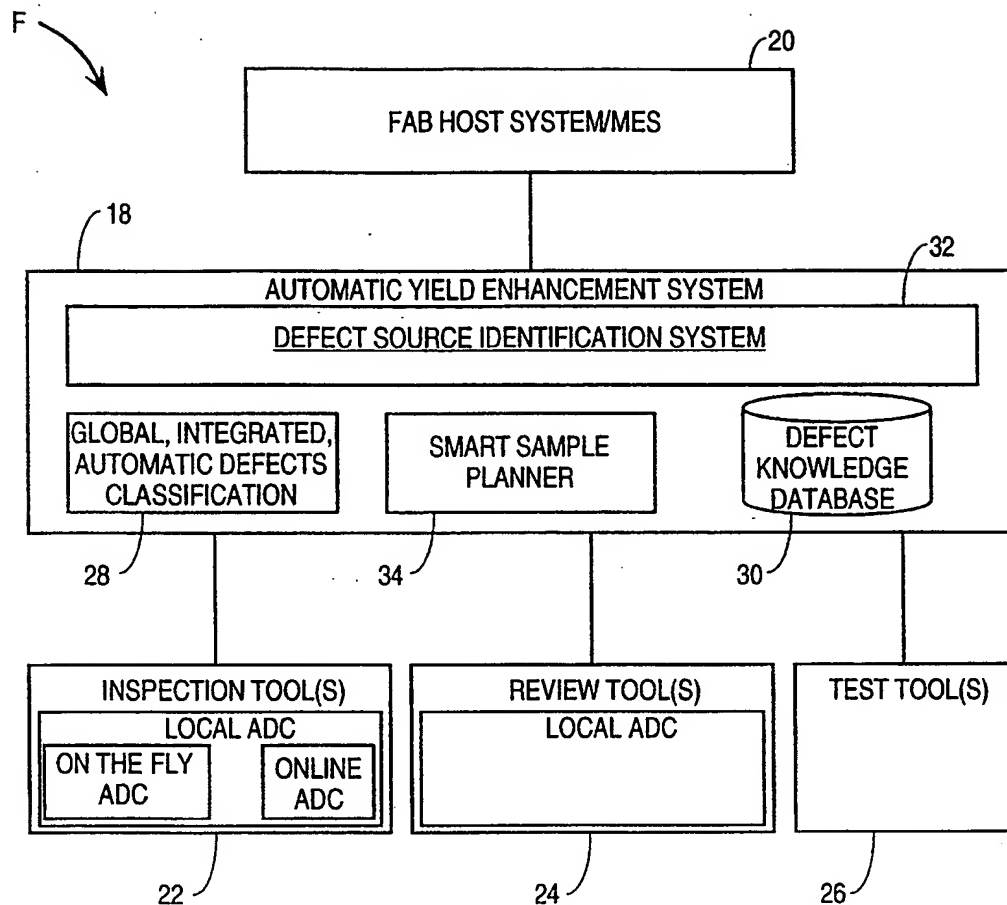 F
20
FAB HOST SYSTEM/MES
18
32
AUTOMATIC YIELD ENHANCEMENT SYSTEM
DEFECT SOURCE IDENTIFICATION SYSTEM
GLOBAL, INTEGRATED,
AUTOMATIC DEFECTS
CLASSIFICATION
SMART SAMPLE
PLANNER
DEFECT
KNOWLEDGE
DATABASE
28
34
30
INSPECTION TOOL(S)
LOCAL ADC
ON THE FLY
ADC
ONLINE
ADC
REVIEW TOOL(S)
LOCAL ADC
TEST TOOL(S)
22
24
26